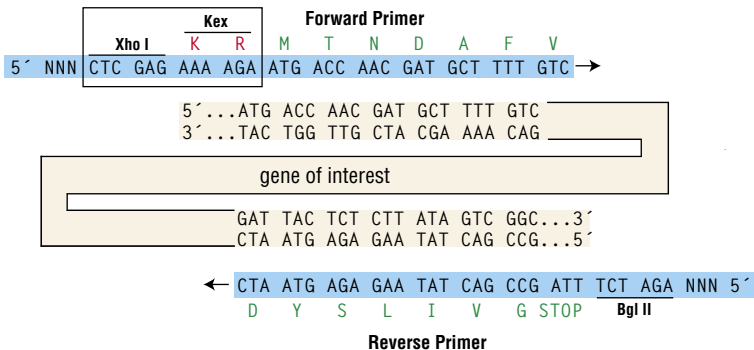 Kex Forward Primer
Xho I K R M T N D A F V
5´ NNN CTC GAG AAA AGA ATG ACC AAC GAT GCT TTT GTC
5´...ATG ACC AAC GAT GCT TTT GTC
3´...TAC TGG TTG CTA CGA AAA CAG
gene of interest
GAT TAC TCT CTT ATA GTC GGC...3´
CTA ATG AGA GAA TAT CAG CCG...5´
CTA ATG AGA GAA TAT CAG CCG ATT TCT AGA NNN 5´
D Y S L I V G STOP Bgl II
Reverse Primer